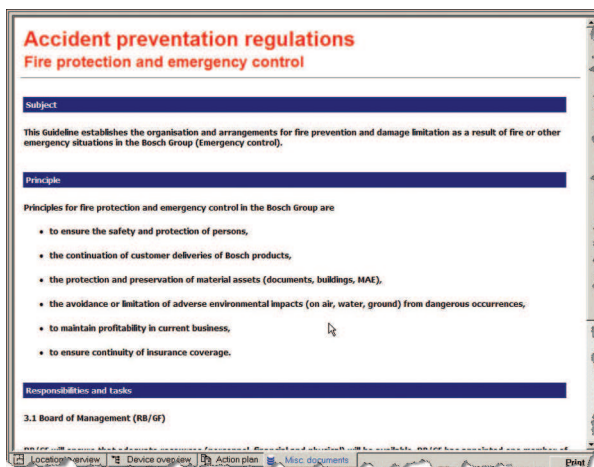 Accident preventation regulations
Fire protection and emergency control
Subject
This Guideline establishes the organisation and arrangements for fire prevention and damage limitation as a result of fire or other
emergency situations in the Bosch Group (Emergency control).
Principle
Principles for fire protection and emergency control in the Bosch Group are
• to ensure the safety and protection of persons,
• the continuation of customer deliveries of Bosch products,
• the protection and preservation of material assets (documents, buildings, MAE),
• the avoidance or limitation of adverse environmental impacts (on air, water, ground) from dangerous occurrences,
• to maintain profitability in current business,
• to ensure continuity of insurance coverage.
Responsibilities and tasks
3.1 Board of Management (RB/GF)
Location overview Device overview Action plan Misc. documents Print